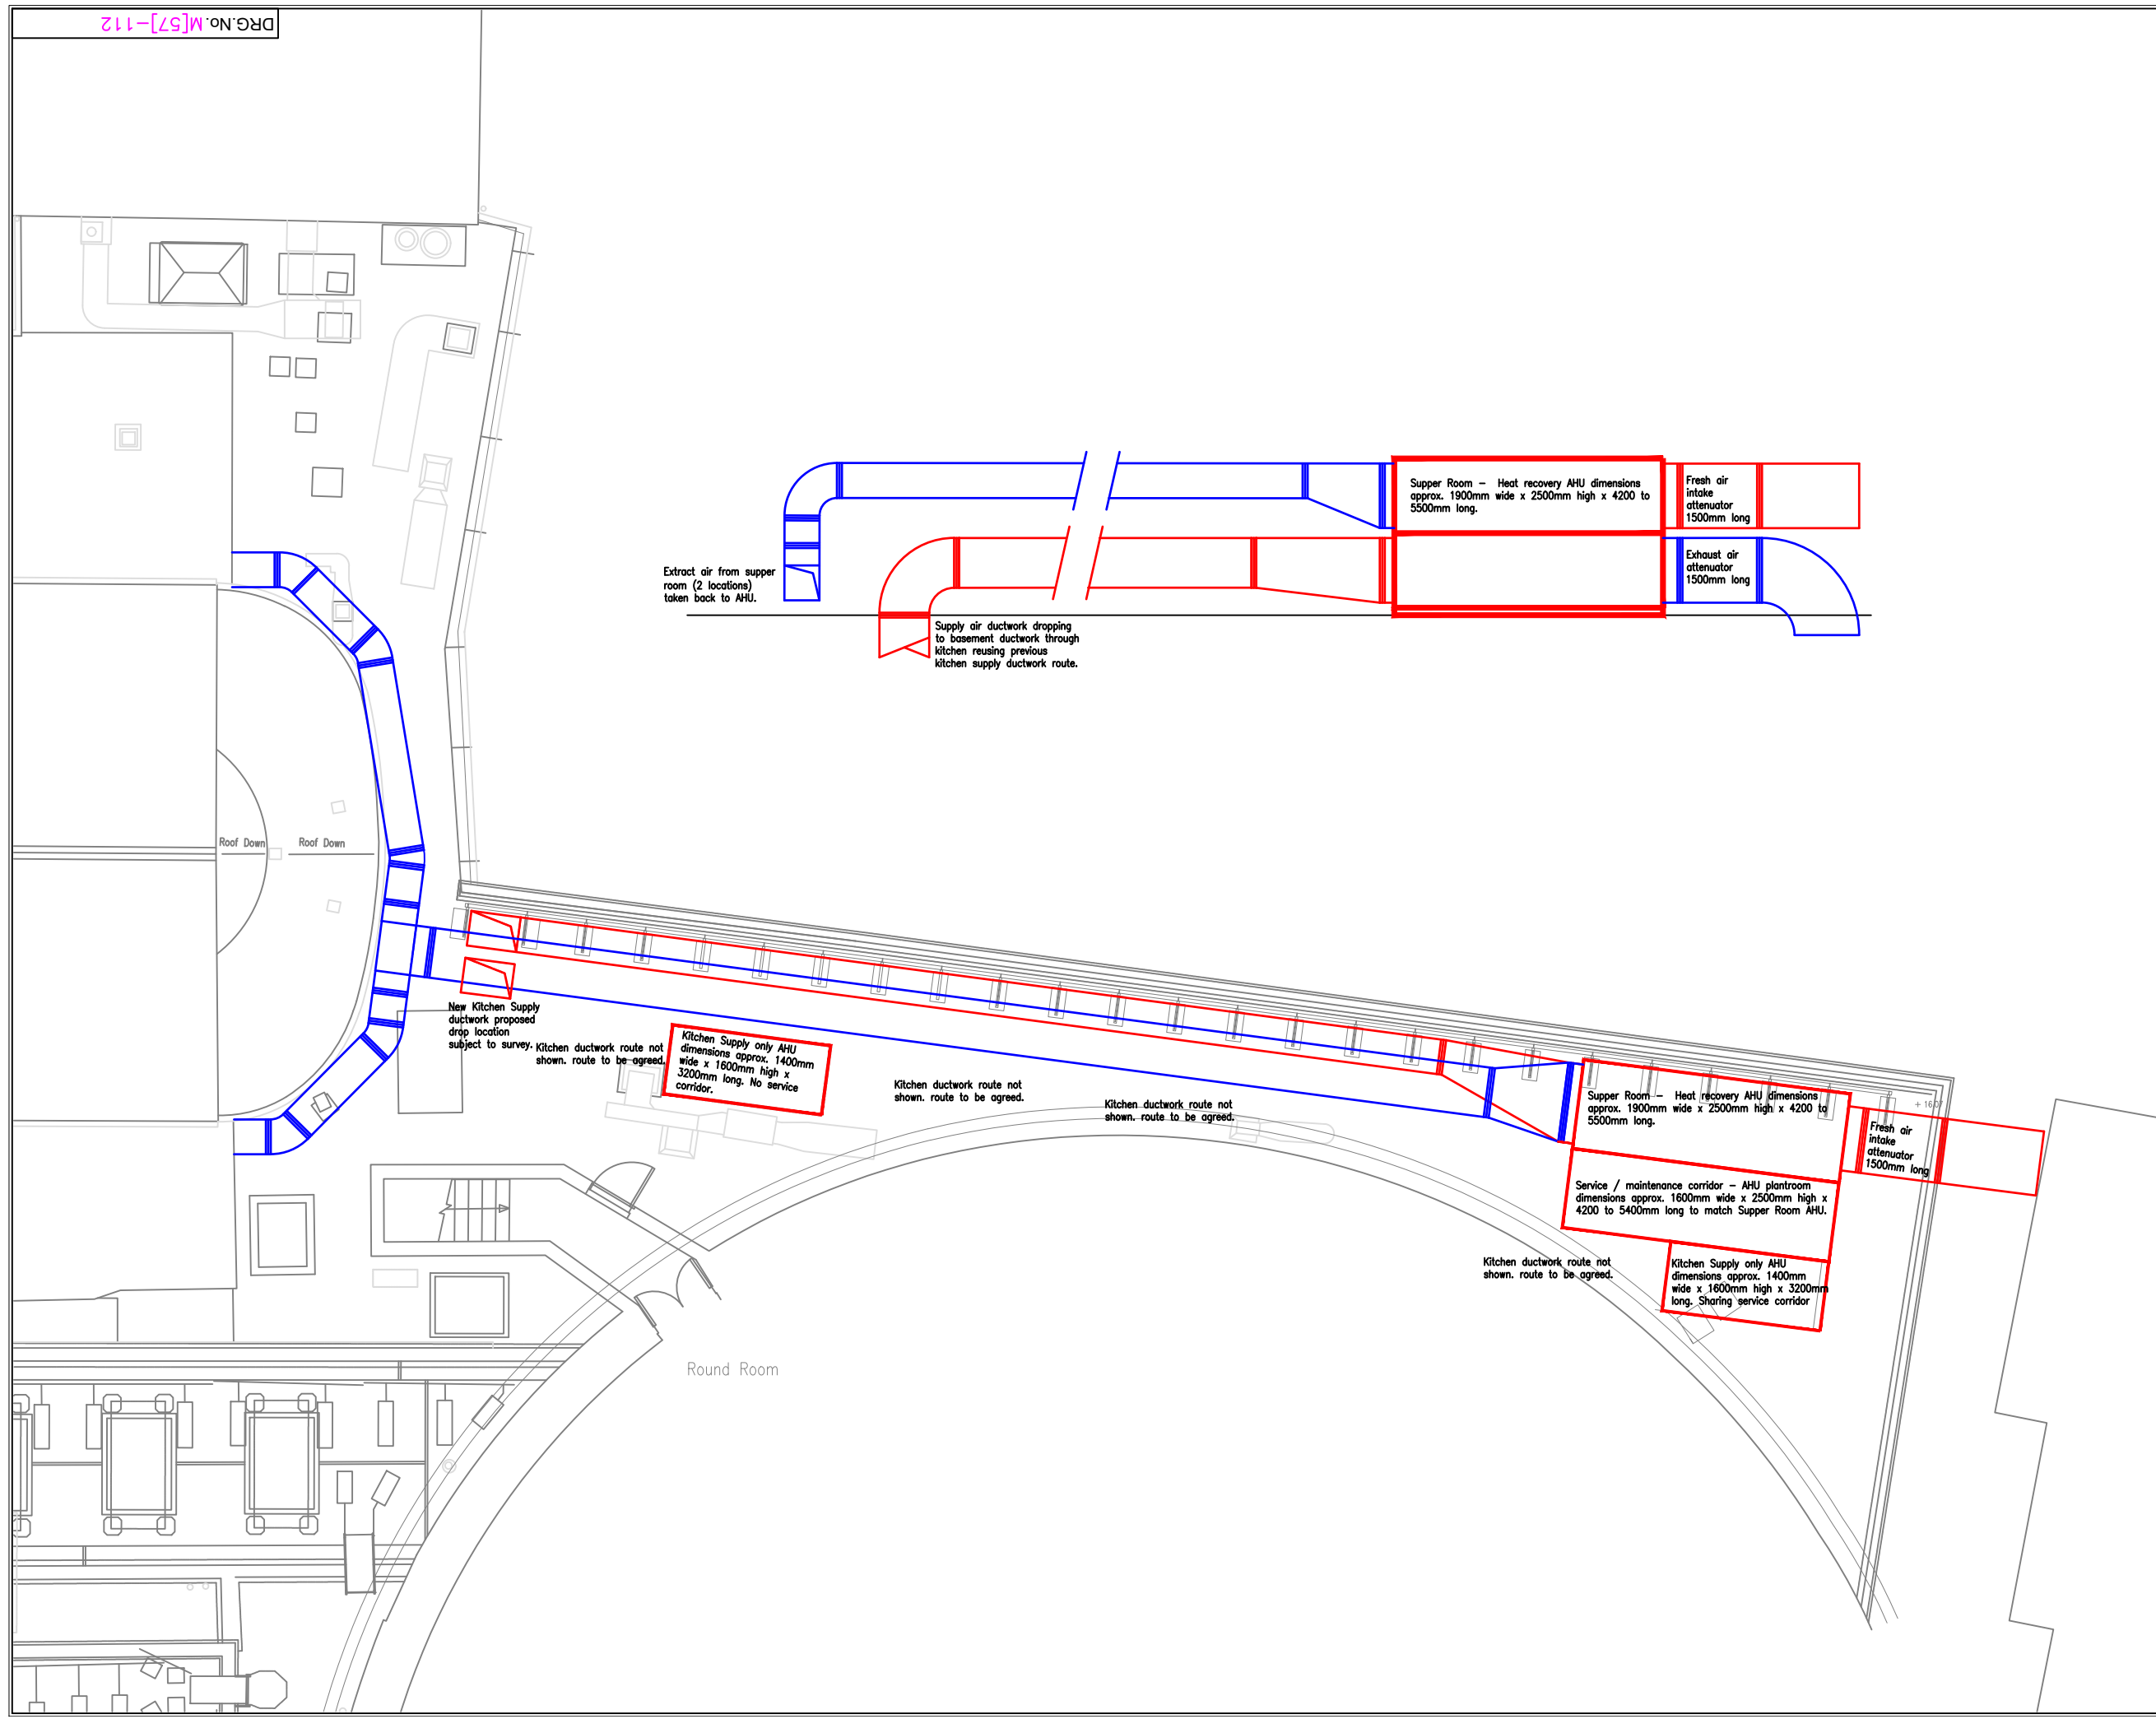 DRG.No. M[57]-112
Supper Room - Heat recovery AHU dimensions
approx. 1900mm wide x 2500mm high x 4200 to
5500mm long.
Fresh air
intake
attenuator
1500mm long
Exhaust air
attenuator
1500mm long
Extract air from supper
room (2 locations)
taken back to AHU.
Supply air ductwork dropping
to basement ductwork through
kitchen reusing previous
kitchen supply ductwork route.
Roof Down
Roof Down
New Kitchen Supply
ductwork proposed
drop location
subject to survey.
Kitchen ductwork route not
shown. route to be agreed.
Kitchen Supply only AHU
dimensions approx. 1400mm
wide x 1600mm high x
3200mm long. No service
corridor.
Kitchen ductwork route not
shown. route to be agreed.
Kitchen ductwork route not
shown. route to be agreed.
Supper Room - Heat recovery AHU dimensions
approx. 1900mm wide x 2500mm high x 4200 to
5500mm long.
+ 16.07
Fresh air
intake
attenuator
1500mm long
Service / maintenance corridor - AHU plantroom
dimensions approx. 1600mm wide x 2500mm high x
4200 to 5400mm long to match Supper Room AHU.
Kitchen ductwork route not
shown. route to be agreed.
Kitchen Supply only AHU
dimensions approx. 1400mm
wide x 1600mm high x 3200mm
long. Sharing service corridor
Round Room